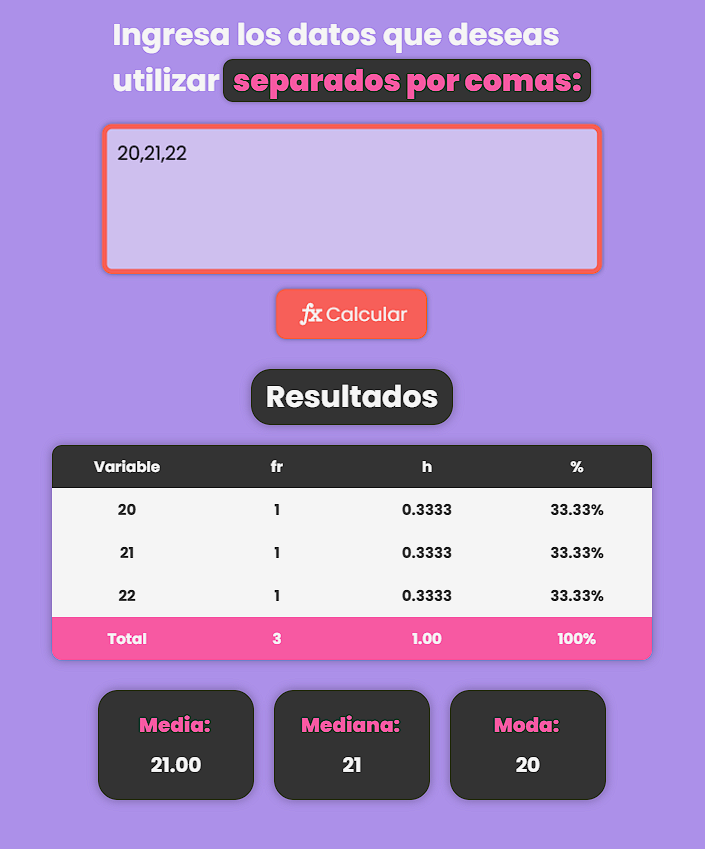 Ingresa los datos que deseas
utilizar separados por comas:
20,21,22
fx Calcular
Resultados
Variable fr h %
20 1 0.3333 33.33%
21 1 0.3333 33.33%
22 1 0.3333 33.33%
Total 3 1.00 100%
Media: Mediana: Moda:
21.00 21 20